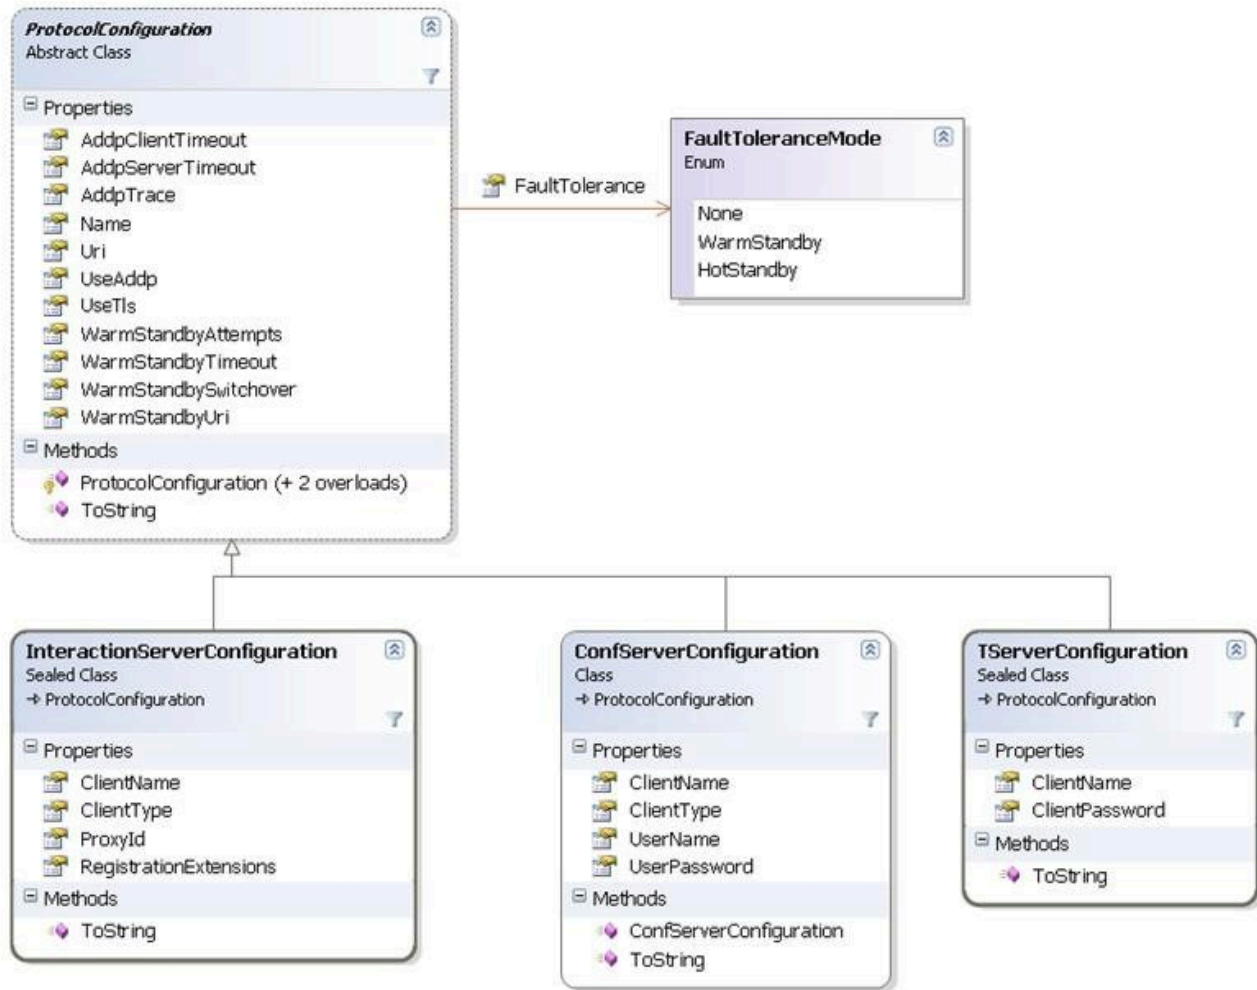 ProtocolConfiguration
Abstract Class
Properties
AddpClientTimeout
AddpServerTimeout
AddpTrace
Name
Uri
UseAddp
UseTls
WarmStandbyAttempts
WarmStandbyTimeout
WarmStandbySwitchover
WarmStandbyUri
Methods
ProtocolConfiguration (+ 2 overloads)
ToString
FaultTolerance
FaultToleranceMode
Enum
None
WarmStandby
HotStandby
InteractionServerConfiguration
Sealed Class
→ ProtocolConfiguration
Properties
ClientName
ClientType
ProxyId
RegistrationExtensions
Methods
ToString
ConfServerConfiguration
Class
→ ProtocolConfiguration
Properties
ClientName
ClientType
UserName
UserPassword
Methods
ConfServerConfiguration
ToString
TServerConfiguration
Sealed Class
→ ProtocolConfiguration
Properties
ClientName
ClientPassword
Methods
ToString